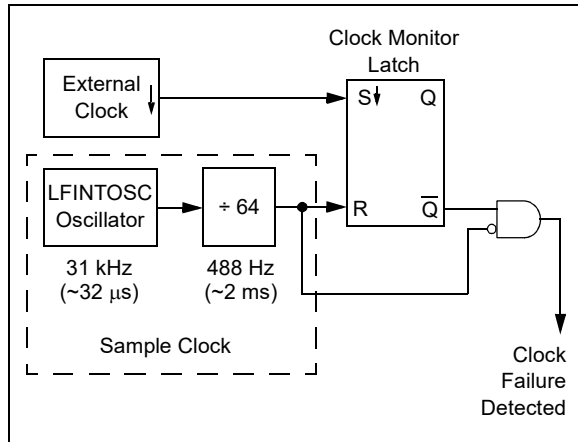 Clock Monitor
Latch
External
Clock
S
Q
LFINTOSC
Oscillator
÷ 64
R
Q̅
31 kHz
(~32 μs)
488 Hz
(~2 ms)
Sample Clock
Clock
Failure
Detected